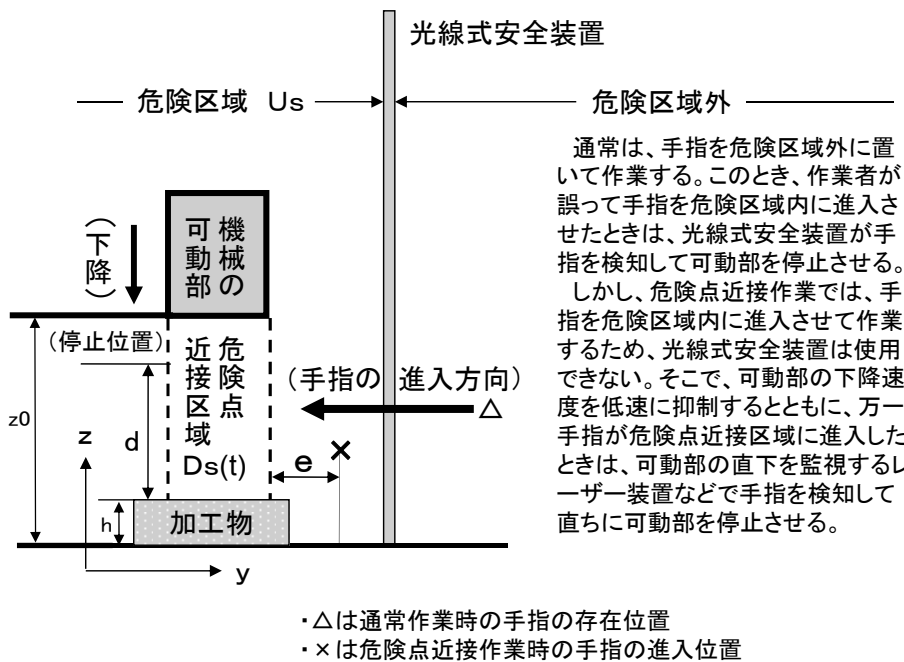 光線式安全装置
危険区域 Us
危険区域外
通常は、手指を危険区域外に置
いて作業する。このとき、作業者が
誤って手指を危険区域内に進入さ
せたときは、光線式安全装置が手
指を検知して可動部を停止させる。
しかし、危険点近接作業では、手
指を危険区域内に進入させて作業
するため、光線式安全装置は使用
できない。そこで、可動部の下降速
度を低速に抑制するとともに、万一
手指が危険点近接区域に進入した
ときは、可動部の直下を監視するレ
ーザー装置などで手指を検知して
直ちに可動部を停止させる。
(下降)
機械の
可動部
(停止位置)
危険点
近接区域
Ds(t)
(手指の 進入方向)
△
z0
z
d
e
×
h
加工物
y
・△は通常作業時の手指の存在位置
・×は危険点近接作業時の手指の進入位置